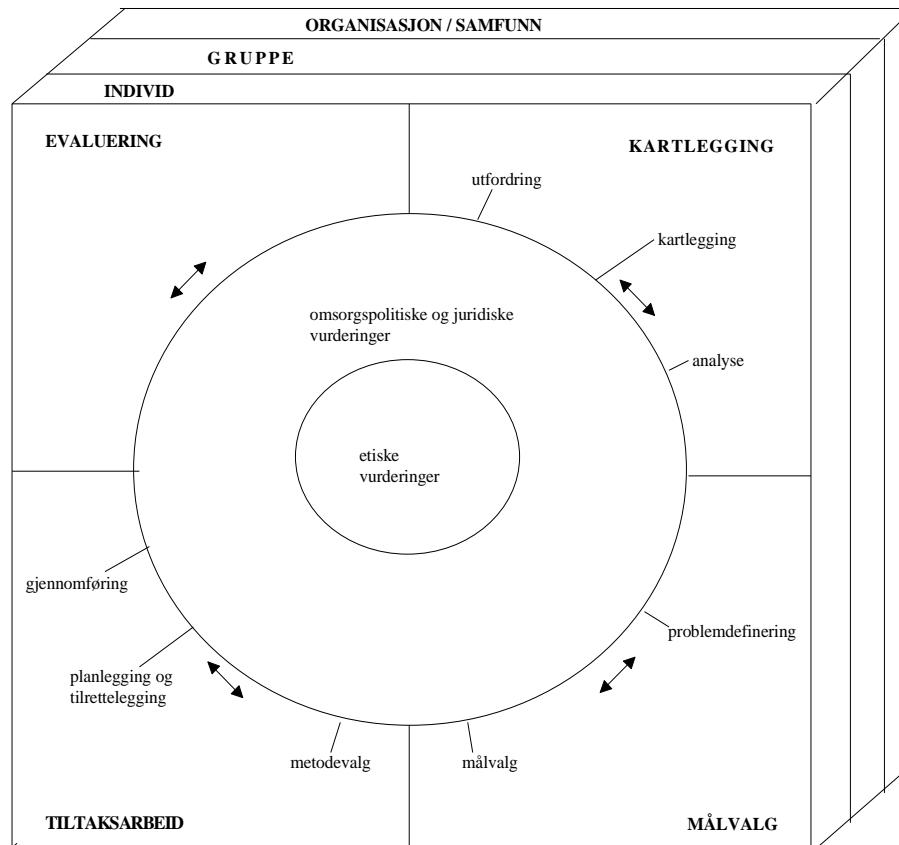 ORGANISASJON / SAMFUNN
GRUPPE
INDIVID
EVALUERING
KARTLEGGING
utfordring
kartlegging
omsorgspolitiske og juridiske
vurderinger
analyse
etiske
vurderinger
gjennomføring
problemdefinering
planlegging og
tilrettelegging
metodevalg
målvalg
TILTAKSARBEID
MÅLVALG